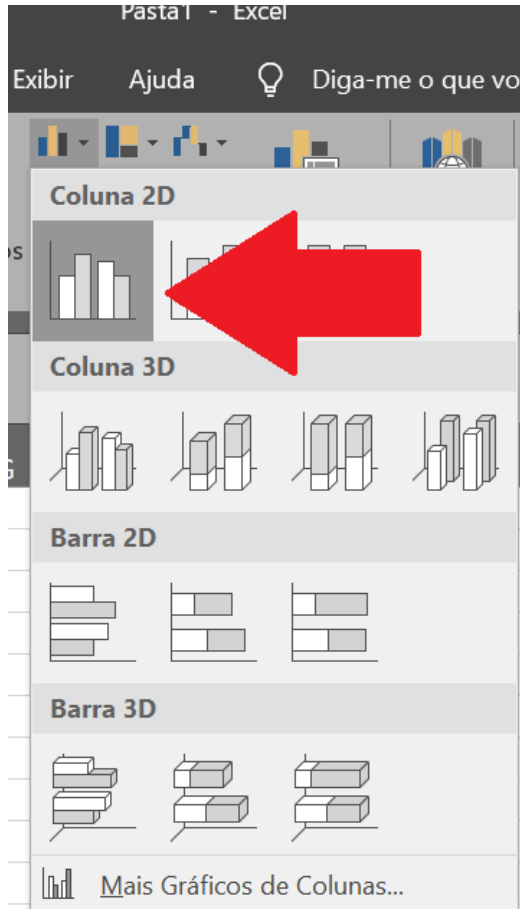 Pasta1 - Excel
Exibir Ajuda Diga-me o que vo
os
Coluna 2D
Coluna 3D
G
Barra 2D
Barra 3D
Mais Gráficos de Colunas...